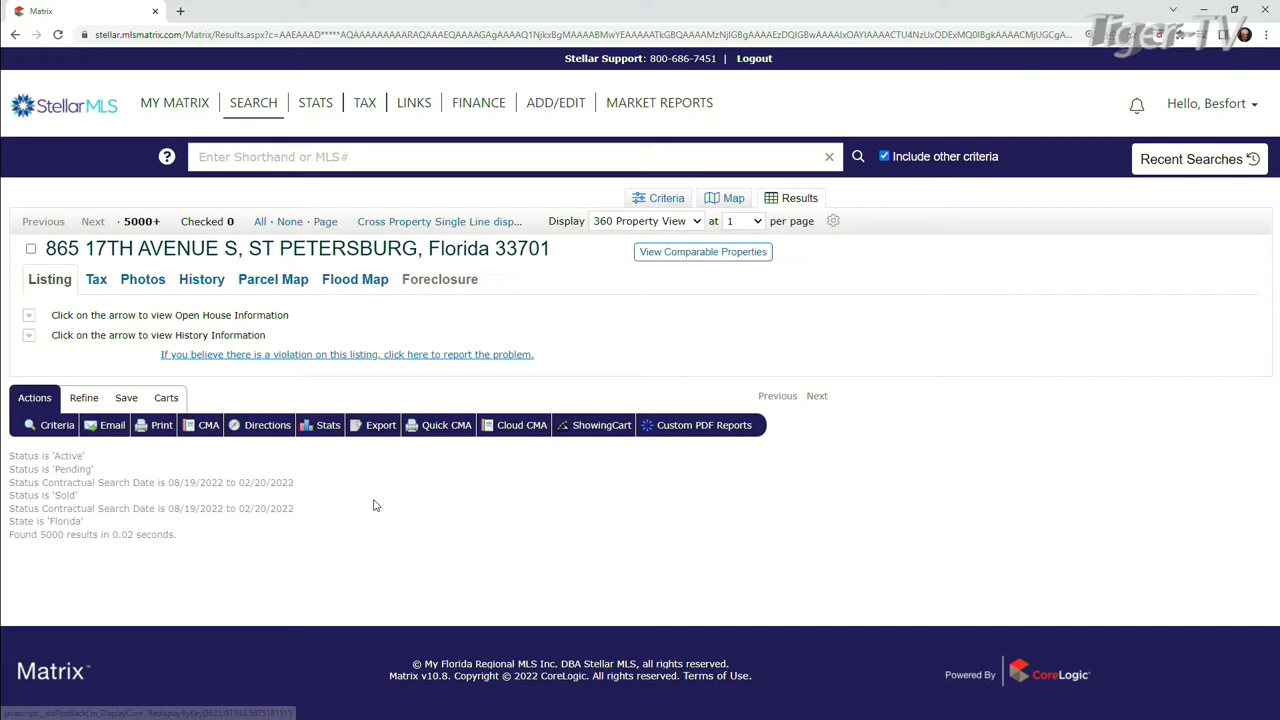 Matrix
stellar.mlsmatrix.com/Matrix/Results.aspx?c=
Tiger TV
Stellar Support: 800-686-7451 | Logout
StellarMLS
MY MATRIX
SEARCH
STATS
TAX
LINKS
FINANCE
ADD/EDIT
MARKET REPORTS
Hello, Besfort
Enter Shorthand or MLS#
Include other criteria
Recent Searches
Criteria
Map
Results
Previous Next · 5000+ Checked 0 All · None · Page Cross Property Single Line disp... Display 360 Property View at 1 per page
865 17TH AVENUE S, ST PETERSBURG, Florida 33701
View Comparable Properties
Listing Tax Photos History Parcel Map Flood Map Foreclosure
Click on the arrow to view Open House Information
Click on the arrow to view History Information
If you believe there is a violation on this listing, click here to report the problem.
Actions Refine Save Carts
Previous Next
Criteria Email Print CMA Directions Stats Export Quick CMA Cloud CMA ShowingCart Custom PDF Reports
Status is 'Active'
Status is 'Pending'
Status Contractual Search Date is 08/19/2022 to 02/20/2022
Status is 'Sold'
Status Contractual Search Date is 08/19/2022 to 02/20/2022
State is 'Florida'
Found 5000 results in 0.02 seconds.
Matrix™
© My Florida Regional MLS Inc. DBA Stellar MLS, all rights reserved.
Matrix v10.8. Copyright © 2022 CoreLogic. All rights reserved. Terms of Use.
Powered By
CoreLogic